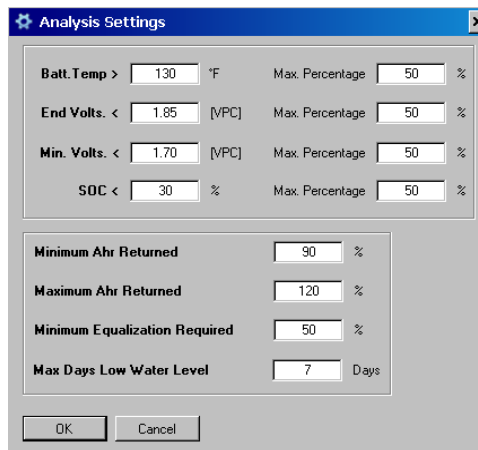 Analysis Settings
Batt.Temp > 130 °F Max. Percentage 50 %
End Volts. < 1.85 [VPC] Max. Percentage 50 %
Min. Volts. < 1.70 [VPC] Max. Percentage 50 %
SOC < 30 % Max. Percentage 50 %
Minimum Ahr Returned 90 %
Maximum Ahr Returned 120 %
Minimum Equalization Required 50 %
Max Days Low Water Level 7 Days
OK Cancel